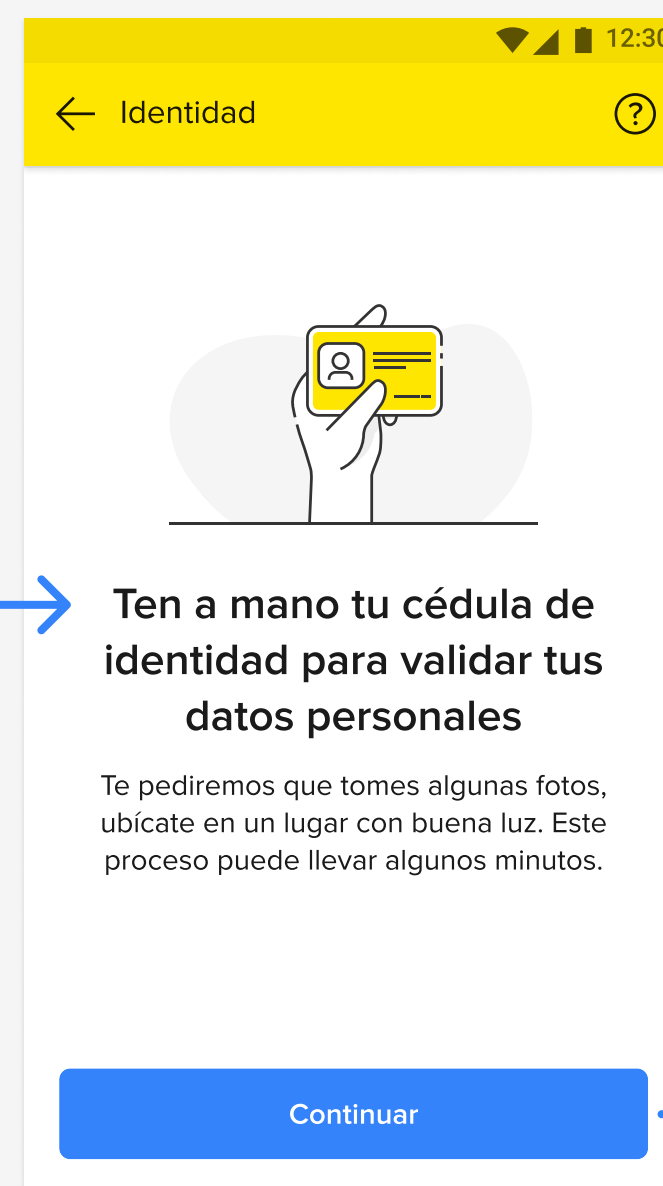 12:30
Identidad
?
Ten a mano tu cédula de
identidad para validar tus
datos personales
Te pediremos que tomes algunas fotos,
ubícate en un lugar con buena luz. Este
proceso puede llevar algunos minutos.
Continuar